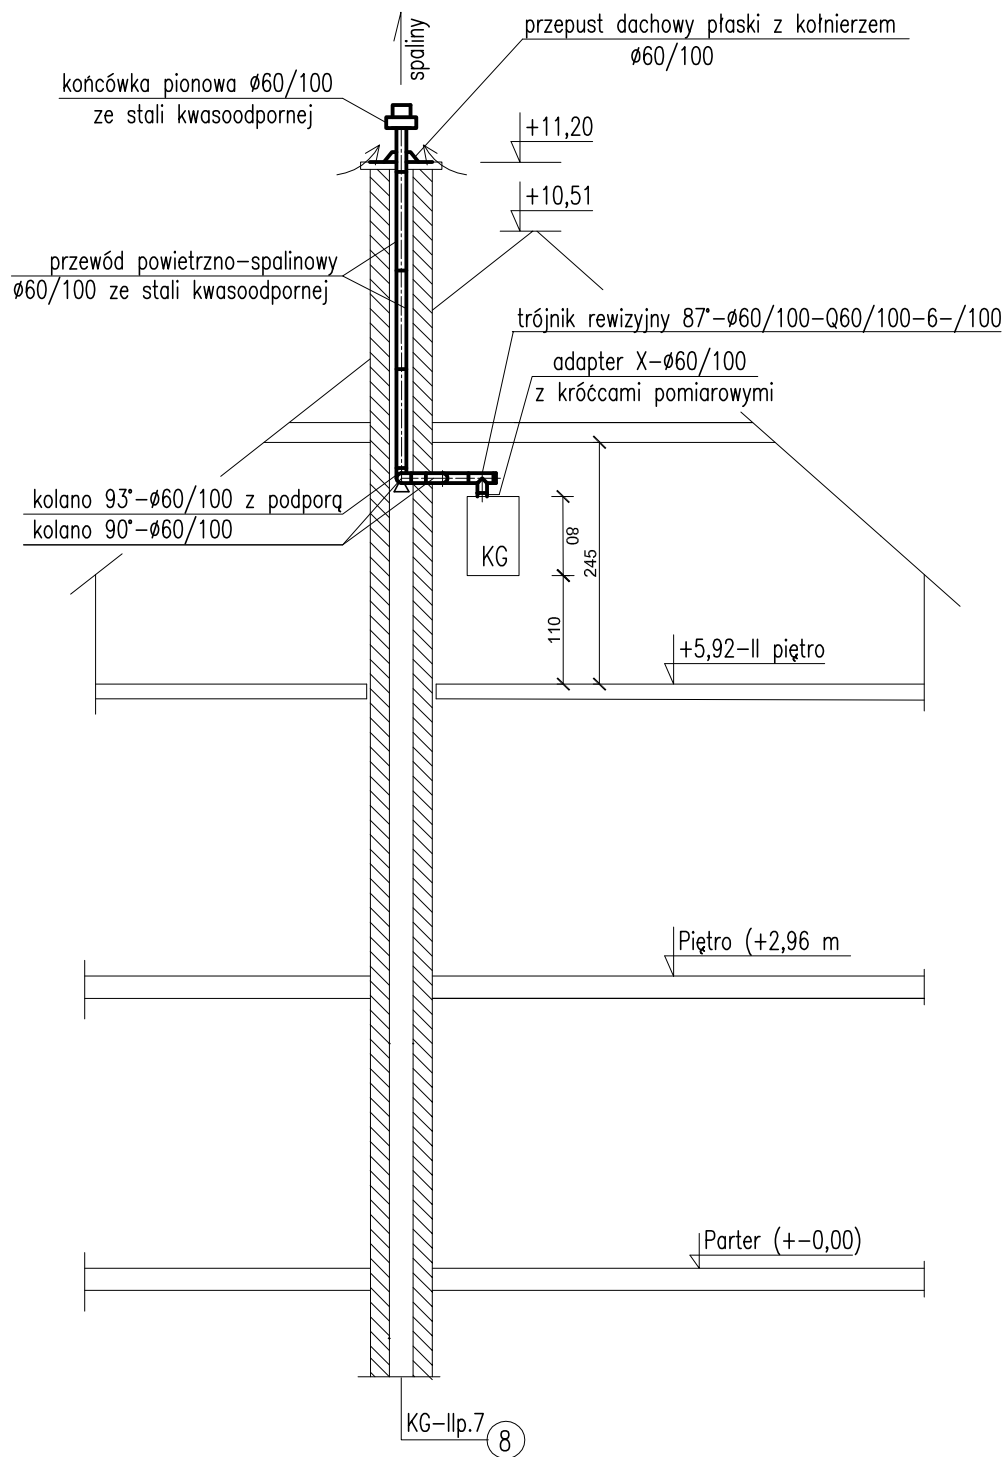 spaliny
przepust dachowy płaski z kołnierzem
ø60/100
końcówka pionowa ø60/100
ze stali kwasoodpornej
+11,20
+10,51
przewód powietrzno-spalinowy
ø60/100 ze stali kwasoodpornej
trójnik rewizyjny 87°-ø60/100-Q60/100-6-/100
adapter X-ø60/100
z króćcami pomiarowymi
kolano 93°-ø60/100 z podporą
kolano 90°-ø60/100
KG
80
245
110
+5,92-II piętro
Piętro (+2,96 m
Parter (+-0,00)
KG-IIp.7
8